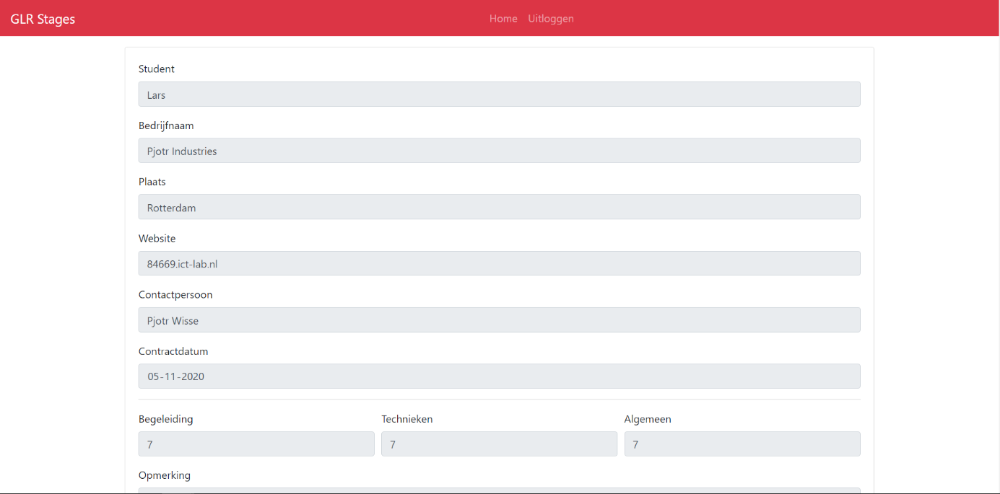 GLR Stages
Home Uitloggen
Student
Lars
Bedrijfnaam
Pjotr Industries
Plaats
Rotterdam
Website
84669.ict-lab.nl
Contactpersoon
Pjotr Wisse
Contractdatum
05-11-2020
Begeleiding Technieken Algemeen
7 7 7
Opmerking